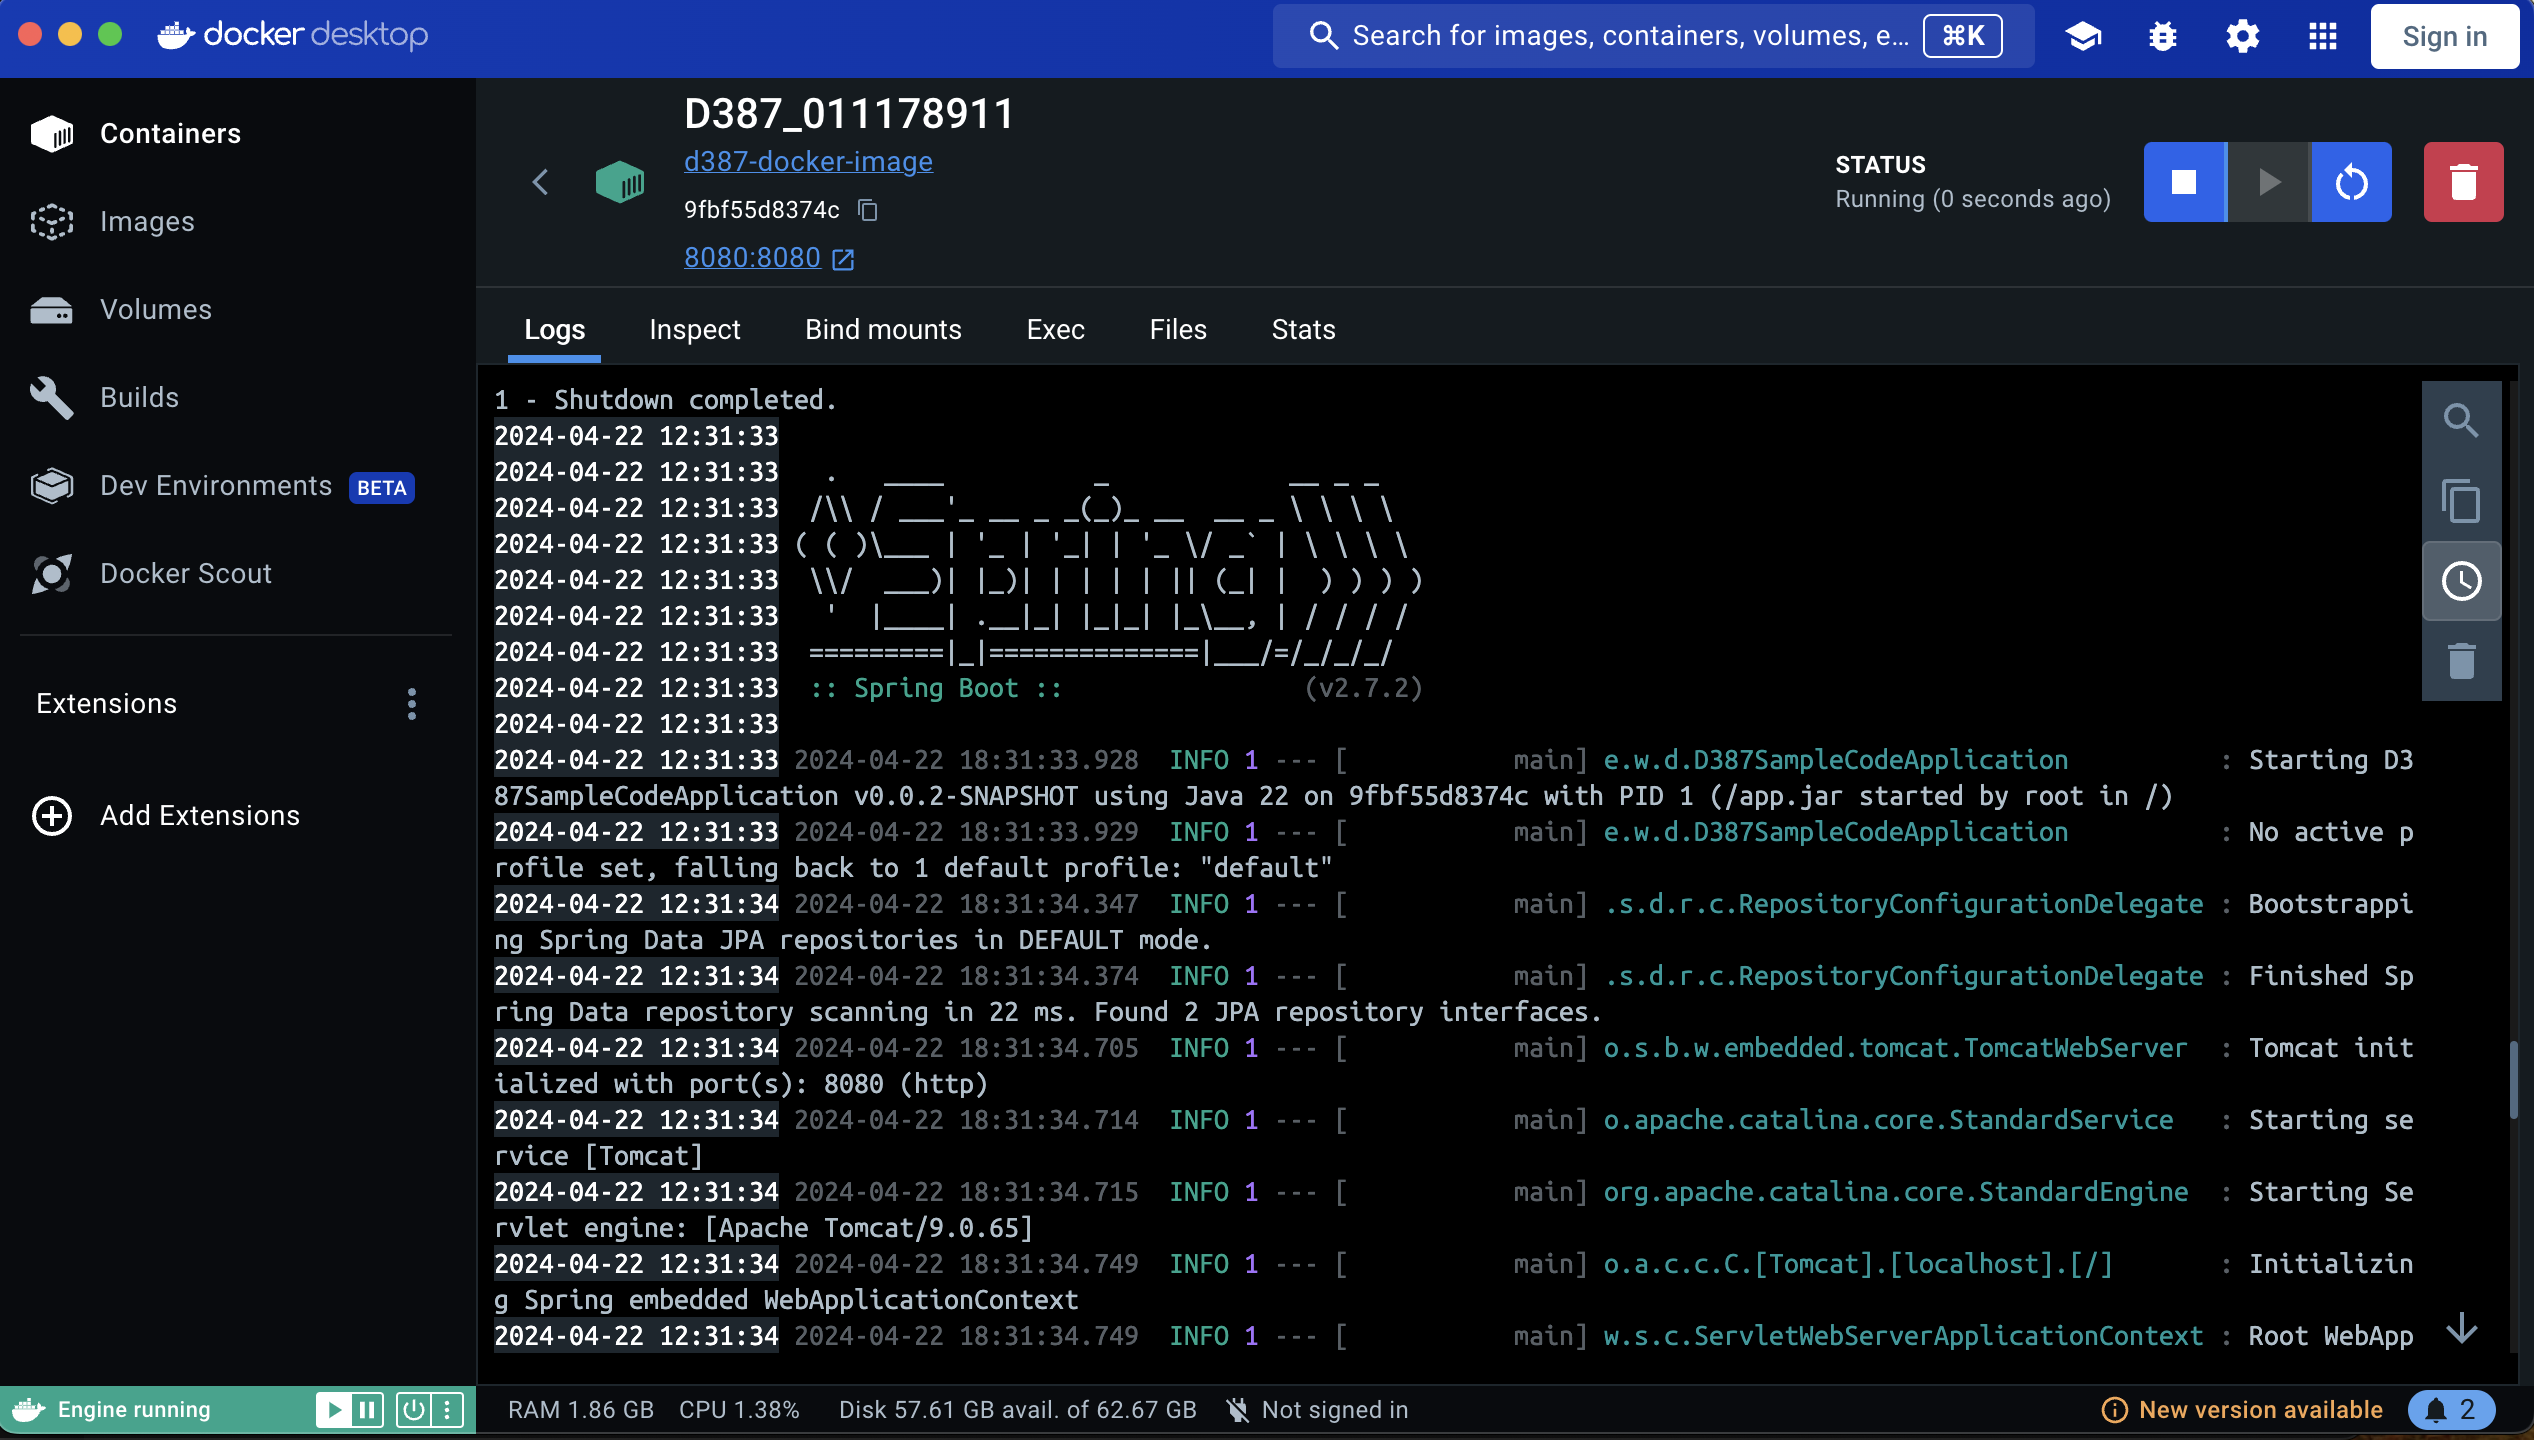 docker desktop
Search for images, containers, volumes, e... ⌘K
Sign in
Containers
Images
Volumes
Builds
Dev Environments BETA
Docker Scout
Extensions
Add Extensions
D387_011178911
d387-docker-image
9fbf55d8374c
8080:8080
STATUS
Running (0 seconds ago)
Logs Inspect Bind mounts Exec Files Stats
1 - Shutdown completed.
2024-04-22 12:31:33
2024-04-22 12:31:33   .   ____          _            __ _ _
2024-04-22 12:31:33  /\\ / ___'_ __ _ _(_)_ __  __ _ \ \ \ \
2024-04-22 12:31:33 ( ( )\___ | '_ | '_| | '_ \/ _` | \ \ \ \
2024-04-22 12:31:33  \\/  ___)| |_)| | | | | || (_| |  ) ) ) )
2024-04-22 12:31:33   '  |____| .__|_| |_|_| |_\__, | / / / /
2024-04-22 12:31:33  =========|_|==============|___/=/_/_/_/
2024-04-22 12:31:33  :: Spring Boot ::                (v2.7.2)
2024-04-22 12:31:33
2024-04-22 12:31:33 2024-04-22 18:31:33.928  INFO 1 --- [           main] e.w.d.D387SampleCodeApplication          : Starting D3
87SampleCodeApplication v0.0.2-SNAPSHOT using Java 22 on 9fbf55d8374c with PID 1 (/app.jar started by root in /)
2024-04-22 12:31:33 2024-04-22 18:31:33.929  INFO 1 --- [           main] e.w.d.D387SampleCodeApplication          : No active p
rofile set, falling back to 1 default profile: "default"
2024-04-22 12:31:34 2024-04-22 18:31:34.347  INFO 1 --- [           main] .s.d.r.c.RepositoryConfigurationDelegate : Bootstrappi
ng Spring Data JPA repositories in DEFAULT mode.
2024-04-22 12:31:34 2024-04-22 18:31:34.374  INFO 1 --- [           main] .s.d.r.c.RepositoryConfigurationDelegate : Finished Sp
ring Data repository scanning in 22 ms. Found 2 JPA repository interfaces.
2024-04-22 12:31:34 2024-04-22 18:31:34.705  INFO 1 --- [           main] o.s.b.w.embedded.tomcat.TomcatWebServer  : Tomcat init
ialized with port(s): 8080 (http)
2024-04-22 12:31:34 2024-04-22 18:31:34.714  INFO 1 --- [           main] o.apache.catalina.core.StandardService   : Starting se
rvice [Tomcat]
2024-04-22 12:31:34 2024-04-22 18:31:34.715  INFO 1 --- [           main] org.apache.catalina.core.StandardEngine  : Starting Se
rvlet engine: [Apache Tomcat/9.0.65]
2024-04-22 12:31:34 2024-04-22 18:31:34.749  INFO 1 --- [           main] o.a.c.c.C.[Tomcat].[localhost].[/]       : Initializin
g Spring embedded WebApplicationContext
2024-04-22 12:31:34 2024-04-22 18:31:34.749  INFO 1 --- [           main] w.s.c.ServletWebServerApplicationContext : Root WebApp
Engine running
RAM 1.86 GB CPU 1.38% Disk 57.61 GB avail. of 62.67 GB Not signed in
New version available 2